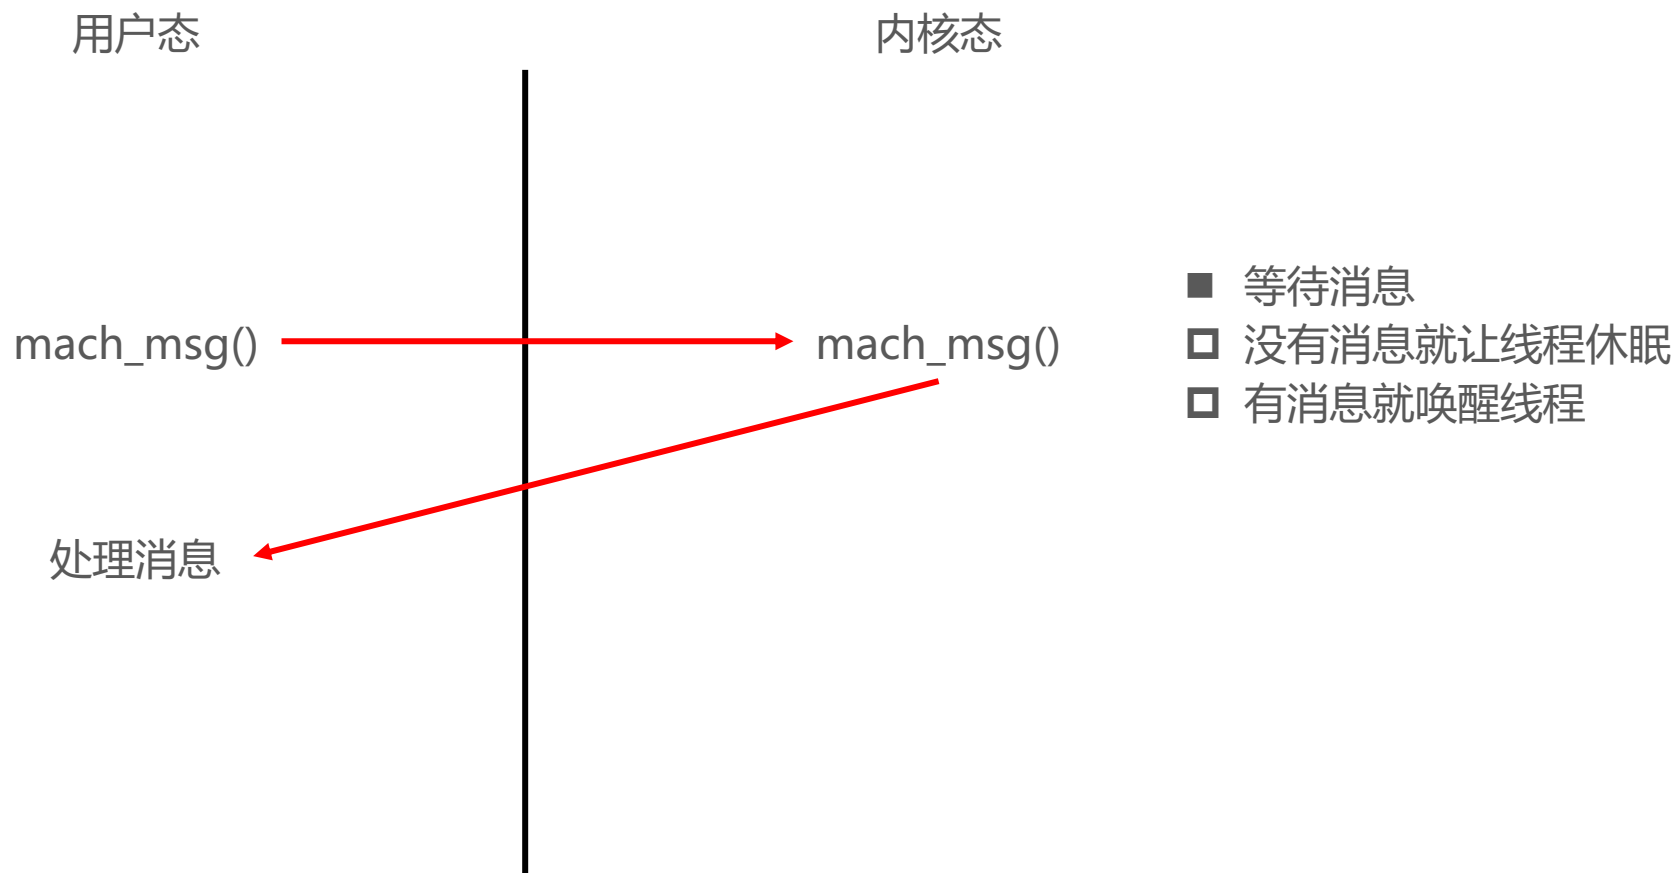 用户态
内核态
mach_msg()
mach_msg()
等待消息
没有消息就让线程休眠
有消息就唤醒线程
处理消息